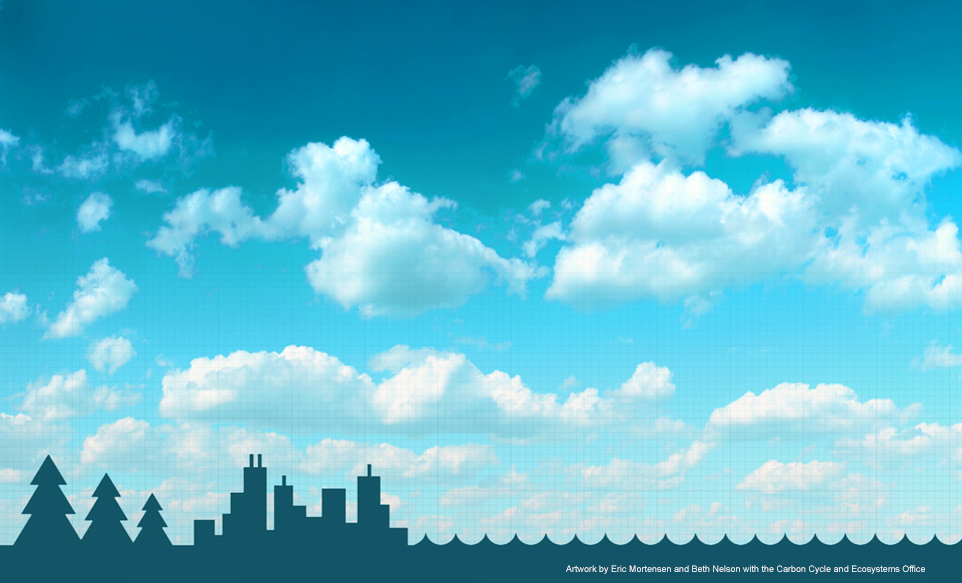 Artwork by Eric Mortensen and Beth Nelson with the Carbon Cycle and Ecosystems Office